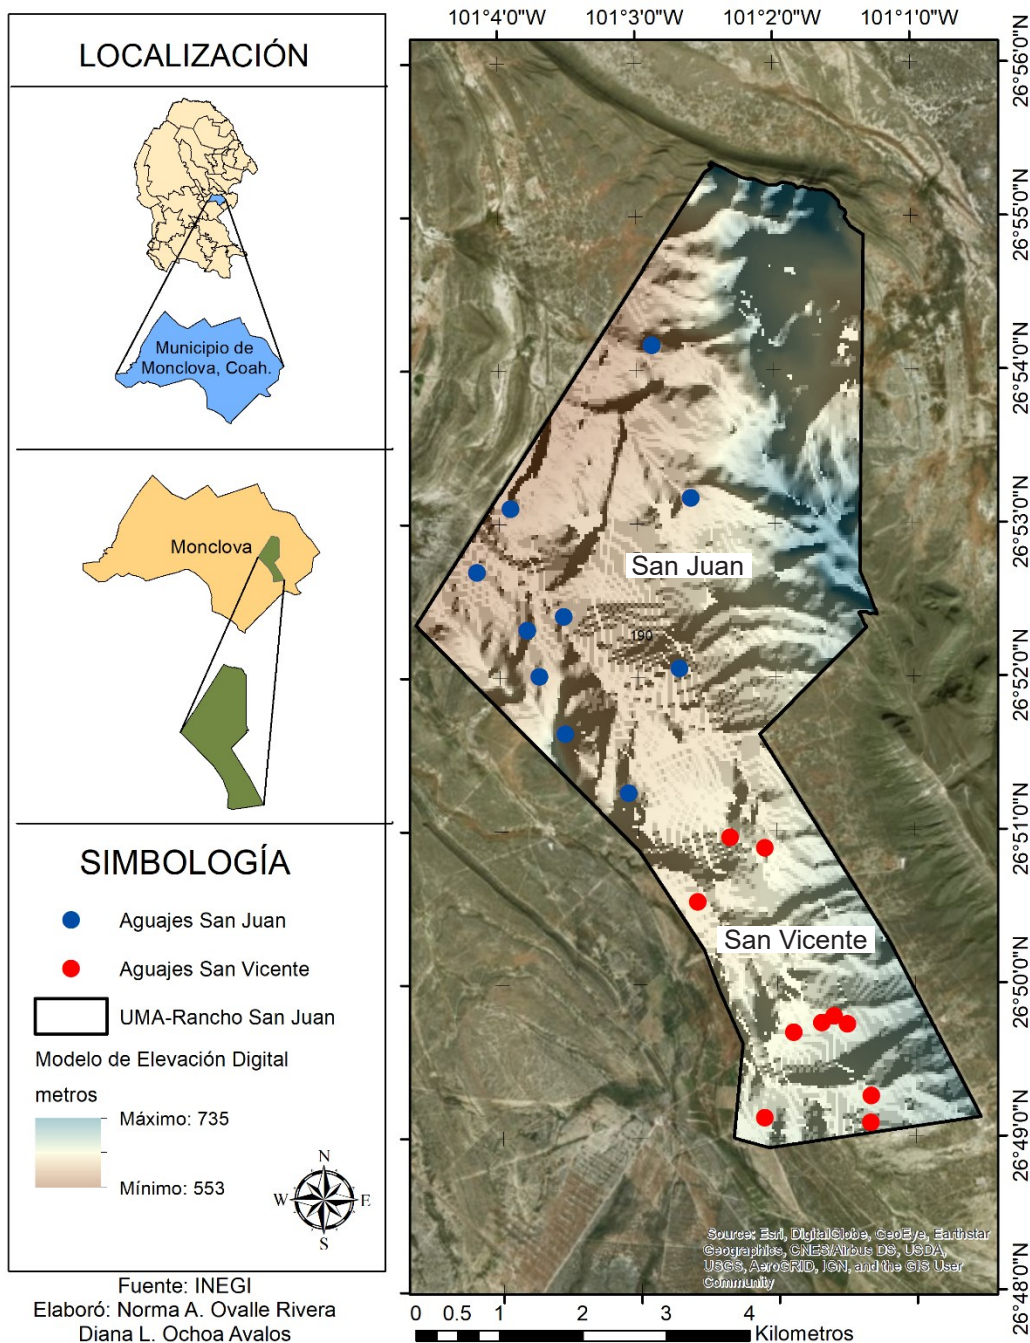 LOCALIZACIÓN
Municipio de
Monclova, Coah.
Monclova
SIMBOLOGÍA
Aguajes San Juan
Aguajes San Vicente
UMA-Rancho San Juan
Modelo de Elevación Digital
metros
Máximo: 735
Mínimo: 553
N
W E
S
Fuente: INEGI
Elaboró: Norma A. Ovalle Rivera
Diana L. Ochoa Avalos
101°4'0"W 101°3'0"W 101°2'0"W 101°1'0"W
26°56'0"N
26°55'0"N
26°54'0"N
26°53'0"N
26°52'0"N
26°51'0"N
26°50'0"N
26°49'0"N
26°48'0"N
San Juan
190
San Vicente
Source: Esri, DigitalGlobe, GeoEye, Earthstar
Geographics, CNES/Airbus DS, USDA,
USGS, AeroGRID, IGN, and the GIS User
Community
0 0.5 1 2 3 4
Kilometros